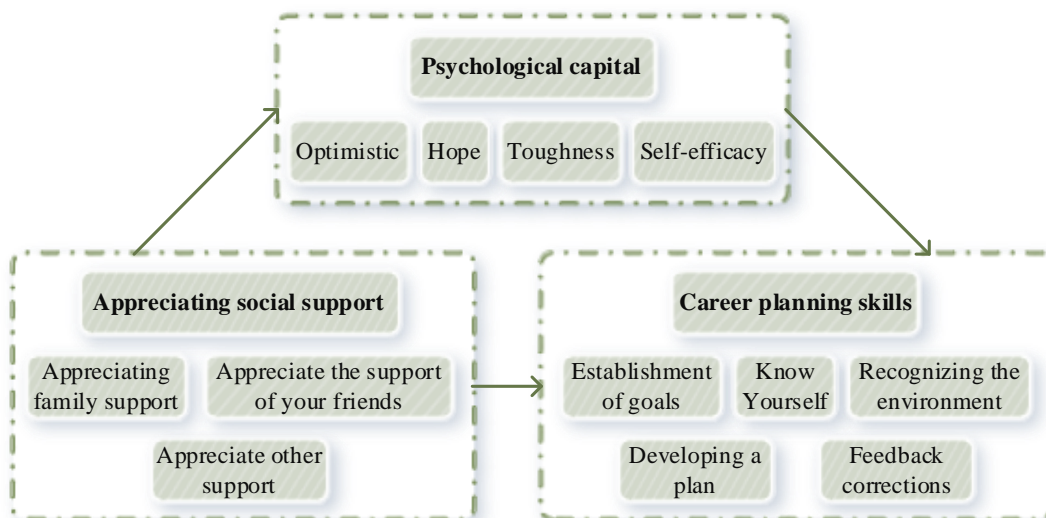 Psychological capital
Optimistic
Hope
Toughness
Self-efficacy
Appreciating social support
Appreciating
family support
Appreciate the support
of your friends
Appreciate other
support
Career planning skills
Establishment
of goals
Know
Yourself
Recognizing the
environment
Developing a
plan
Feedback
corrections